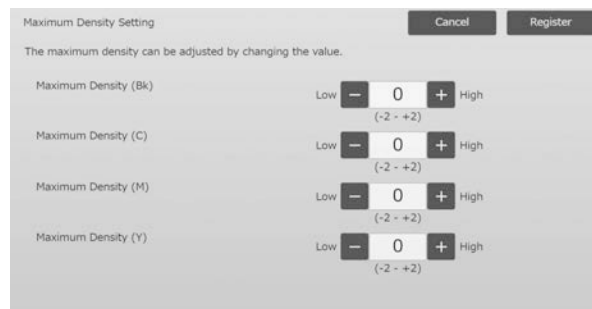 Maximum Density Setting Cancel Register
The maximum density can be adjusted by changing the value.
Maximum Density (Bk) Low − 0 + High
(-2 - +2)
Maximum Density (C) Low − 0 + High
(-2 - +2)
Maximum Density (M) Low − 0 + High
(-2 - +2)
Maximum Density (Y) Low − 0 + High
(-2 - +2)